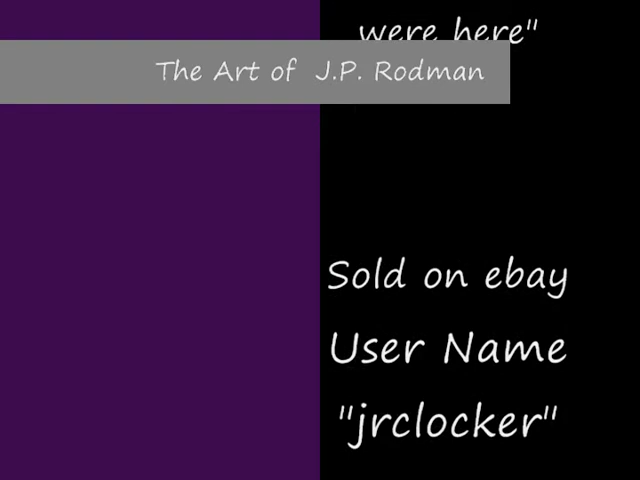 were here"
The Art of J.P. Rodman
Sold on ebay
User Name
"jrclocker"